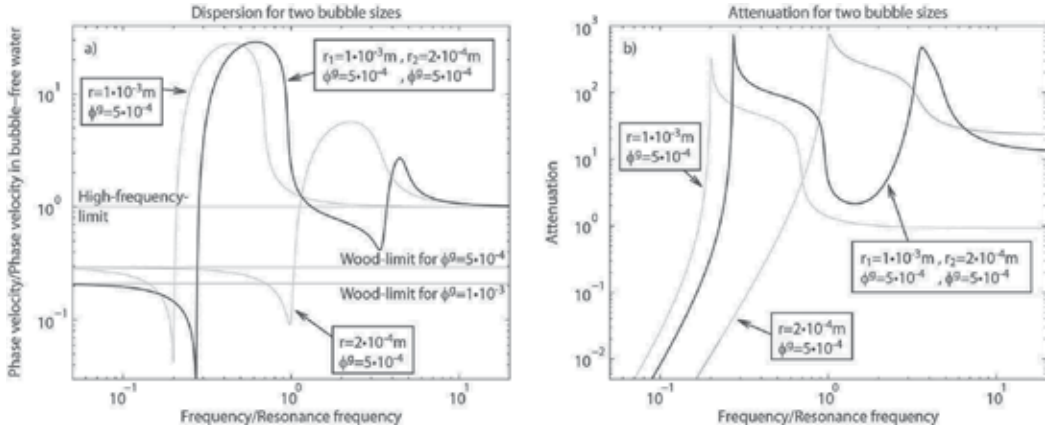 Dispersion for two bubble sizes
a)
Phase velocity/Phase velocity in bubble–free water
10¹
10⁰
10⁻¹
r=1•10⁻³m
ϕᵍ=5•10⁻⁴
r₁=1•10⁻³m , r₂=2•10⁻⁴m
ϕᵍ=5•10⁻⁴ , ϕᵍ=5•10⁻⁴
High-frequency-
limit
Wood-limit for ϕᵍ=5•10⁻⁴
Wood-limit for ϕᵍ=1•10⁻³
r=2•10⁻⁴m
ϕᵍ=5•10⁻⁴
10⁻¹ 10⁰ 10¹
Frequency/Resonance frequency
Attenuation for two bubble sizes
b)
Attenuation
10³
10²
10¹
10⁰
10⁻¹
10⁻²
r=1•10⁻³m
ϕᵍ=5•10⁻⁴
r₁=1•10⁻³m , r₂=2•10⁻⁴m
ϕᵍ=5•10⁻⁴ , ϕᵍ=5•10⁻⁴
r=2•10⁻⁴m
ϕᵍ=5•10⁻⁴
10⁻¹ 10⁰ 10¹
Frequency/Resonance frequency